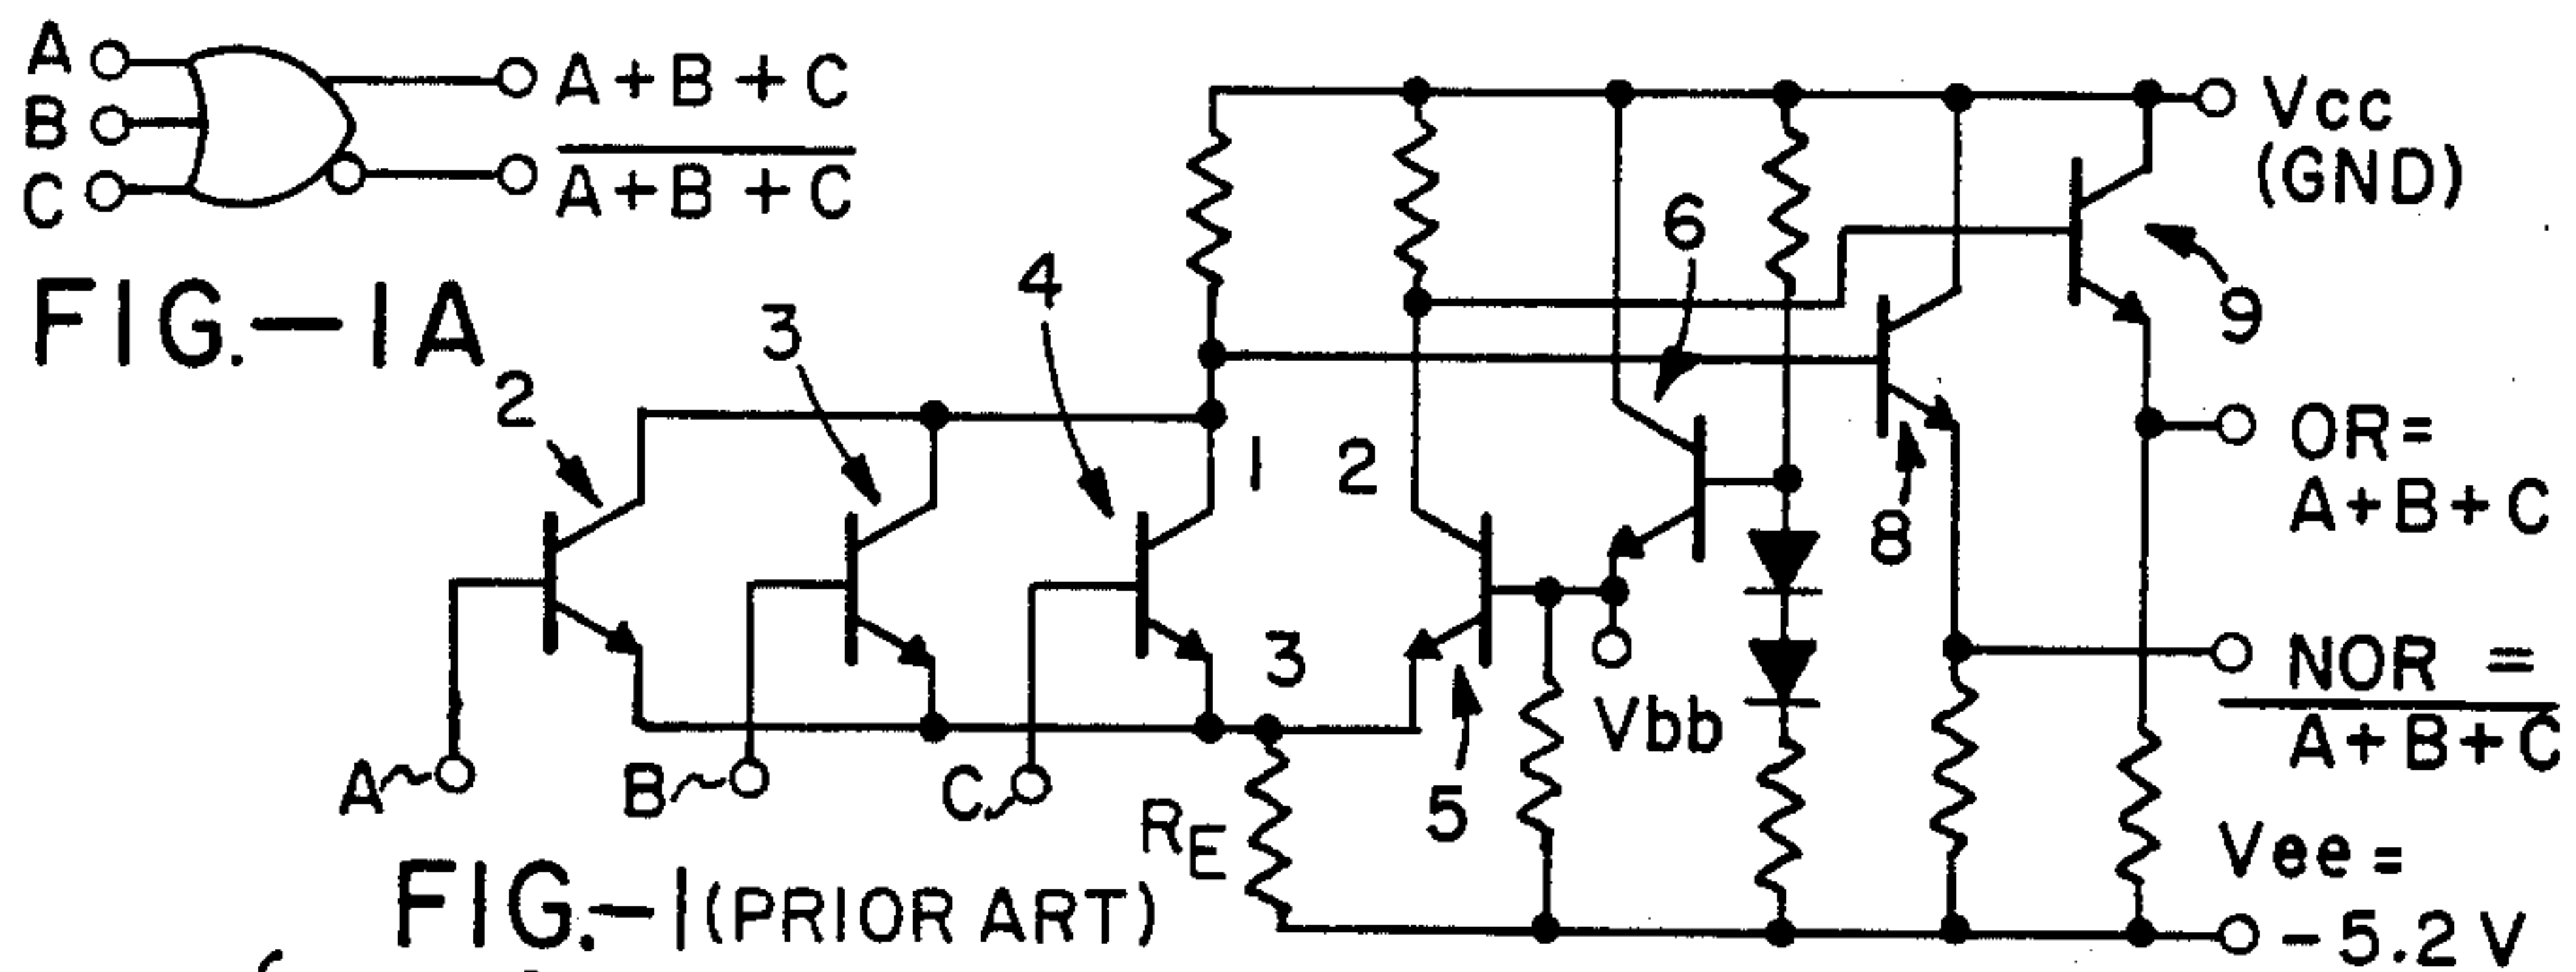 A
B
C
A+B+C
A+B+C
FIG.-1A
2
3
4
1
2
3
5
6
8
9
Vcc
(GND)
OR=
A+B+C
NOR =
A+B+C
Vbb
A
B
C
RE
Vee=
-5.2 V
FIG.-1(PRIOR ART)